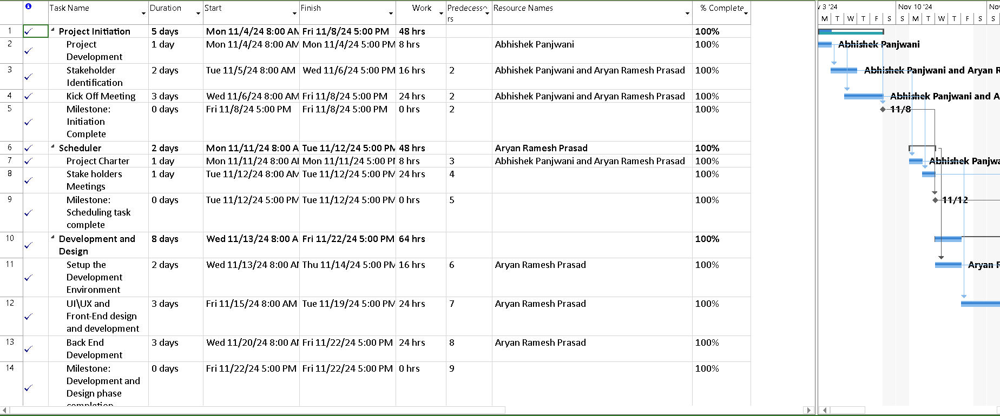 Task Name Duration Start Finish Work Predecesso Resource Names % Complete
rs
1 Project Initiation 5 days Mon 11/4/24 8:00 AM Fri 11/8/24 5:00 PM 48 hrs 100%
2 Project 1 day Mon 11/4/24 8:00 AM Mon 11/4/24 5:00 PM 8 hrs Abhishek Panjwani 100%
Development
3 Stakeholder 2 days Tue 11/5/24 8:00 AM Wed 11/6/24 5:00 PM 16 hrs 2 Abhishek Panjwani and Aryan Ramesh Prasad 100%
Identification
4 Kick Off Meeting 3 days Wed 11/6/24 8:00 AM Fri 11/8/24 5:00 PM 24 hrs 2 Abhishek Panjwani and Aryan Ramesh Prasad 100%
5 Milestone: 0 days Fri 11/8/24 5:00 PM Fri 11/8/24 5:00 PM 0 hrs 2 100%
Initiation
Complete
6 Scheduler 2 days Mon 11/11/24 8:00 A Tue 11/12/24 5:00 PM 48 hrs Aryan Ramesh Prasad 100%
7 Project Charter 1 day Mon 11/11/24 8:00 AM Mon 11/11/24 5:00 PM 8 hrs 3 Abhishek Panjwani and Aryan Ramesh Prasad 100%
8 Stake holders 1 day Tue 11/12/24 8:00 AM Tue 11/12/24 5:00 PM 24 hrs 4 100%
Meetings
9 Milestone: 0 days Tue 11/12/24 5:00 PM Tue 11/12/24 5:00 PM 0 hrs 5 100%
Scheduling task
complete
10 Development and 8 days Wed 11/13/24 8:00 A Fri 11/22/24 5:00 PM 64 hrs 100%
Design
11 Setup the 2 days Wed 11/13/24 8:00 AM Thu 11/14/24 5:00 PM 16 hrs 6 Aryan Ramesh Prasad 100%
Development
Environment
12 UI\UX and 3 days Fri 11/15/24 8:00 AM Tue 11/19/24 5:00 PM 24 hrs 7 Aryan Ramesh Prasad 100%
Front-End design
and development
13 Back End 3 days Wed 11/20/24 8:00 AM Fri 11/22/24 5:00 PM 24 hrs 8 Aryan Ramesh Prasad 100%
Development
14 Milestone: 0 days Fri 11/22/24 5:00 PM Fri 11/22/24 5:00 PM 0 hrs 9 100%
Development and
Design phase
completion
3 '24 Nov 10 '24 Nov
M T W T F S S M T W T F S S
Abhishek Panjwani
Abhishek Panjwani and Aryan R
Abhishek Panjwani and A
11/8
Abhishek Panjwa
11/12
Aryan R